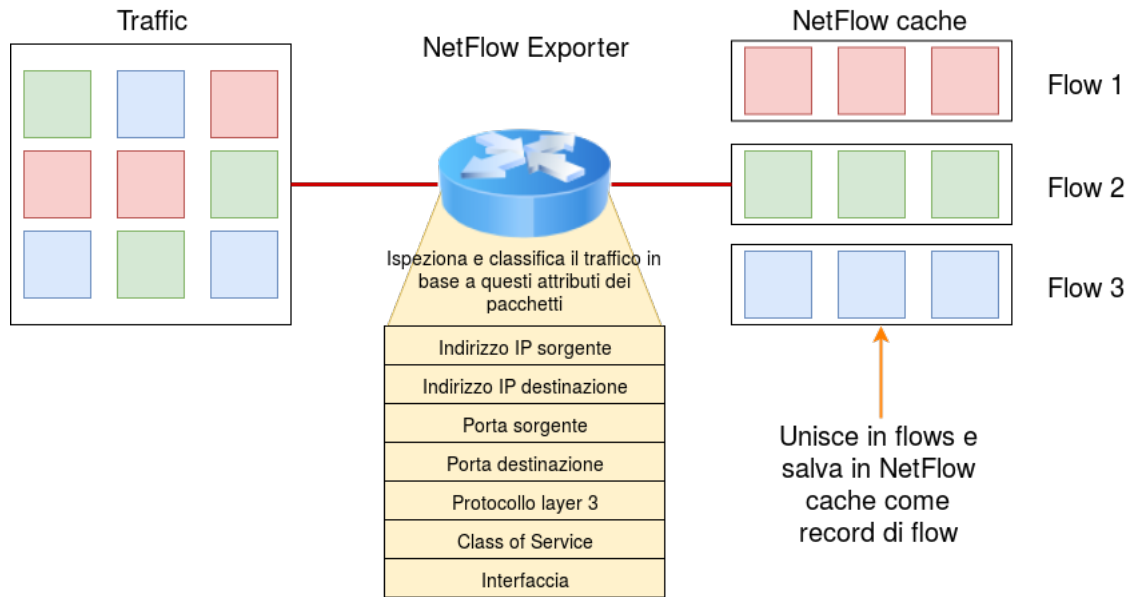 Traffic
NetFlow Exporter
NetFlow cache
Flow 1
Flow 2
Flow 3
Ispeziona e classifica il traffico in
base a questi attributi dei
pacchetti
Indirizzo IP sorgente
Indirizzo IP destinazione
Porta sorgente
Porta destinazione
Protocollo layer 3
Class of Service
Interfaccia
Unisce in flows e
salva in NetFlow
cache come
record di flow